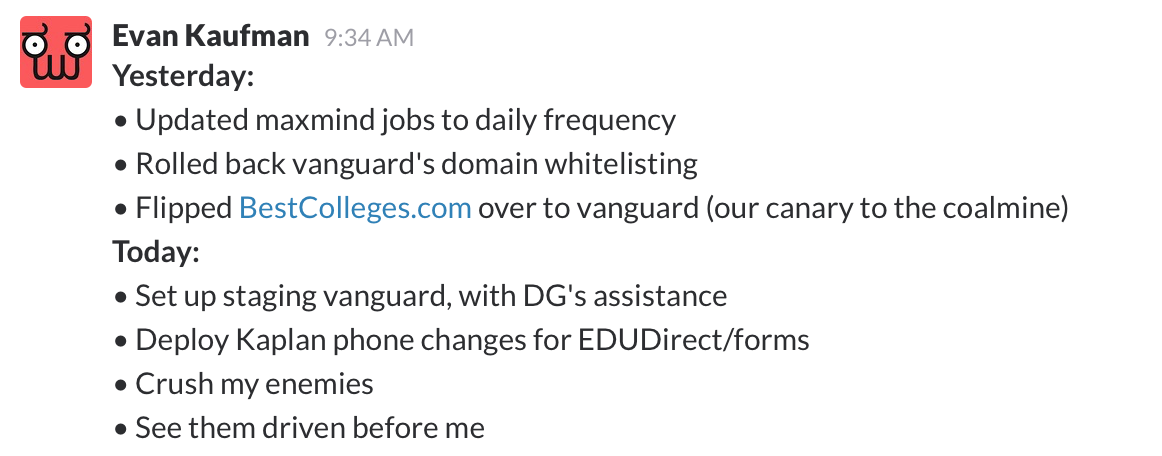 Evan Kaufman 9:34 AM
Yesterday:
• Updated maxmind jobs to daily frequency
• Rolled back vanguard's domain whitelisting
• Flipped BestColleges.com over to vanguard (our canary to the coalmine)
Today:
• Set up staging vanguard, with DG's assistance
• Deploy Kaplan phone changes for EDUDirect/forms
• Crush my enemies
• See them driven before me